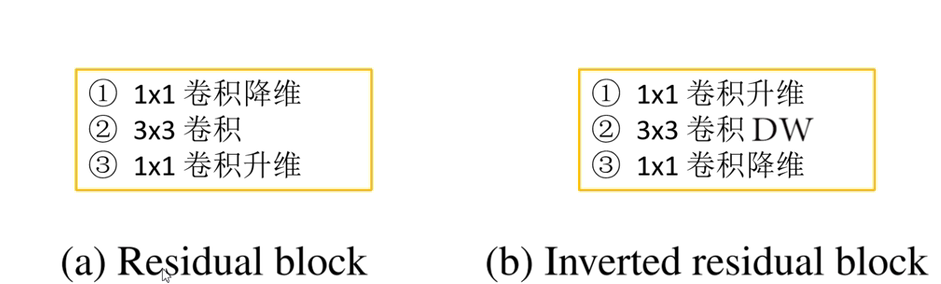 ① 1x1 卷积降维
② 3x3 卷积
③ 1x1 卷积升维
(a) Residual block
① 1x1 卷积升维
② 3x3 卷积 DW
③ 1x1 卷积降维
(b) Inverted residual block